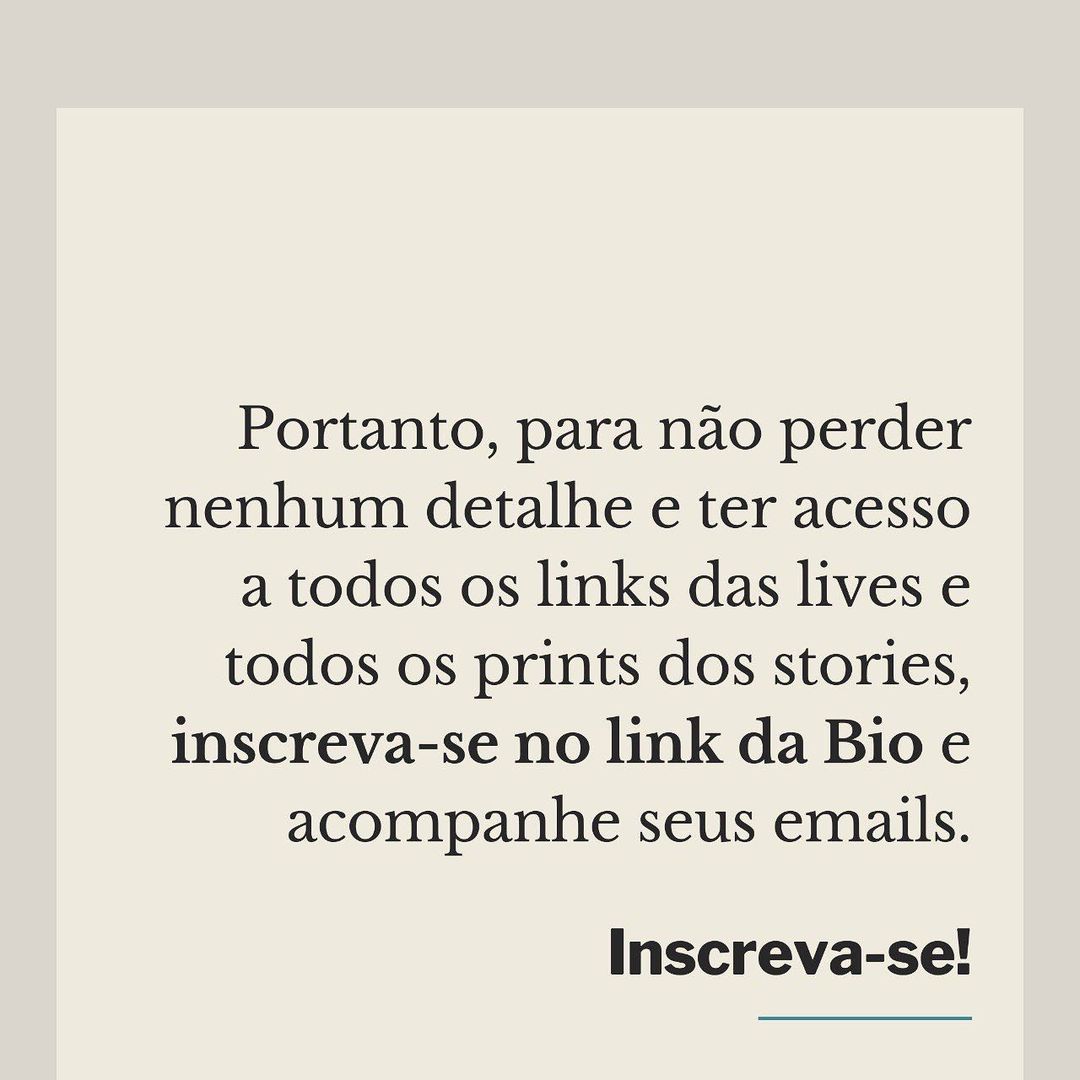 Portanto, para não perder
nenhum detalhe e ter acesso
a todos os links das lives e
todos os prints dos stories,
inscreva-se no link da Bio e
acompanhe seus emails.
Inscreva-se!